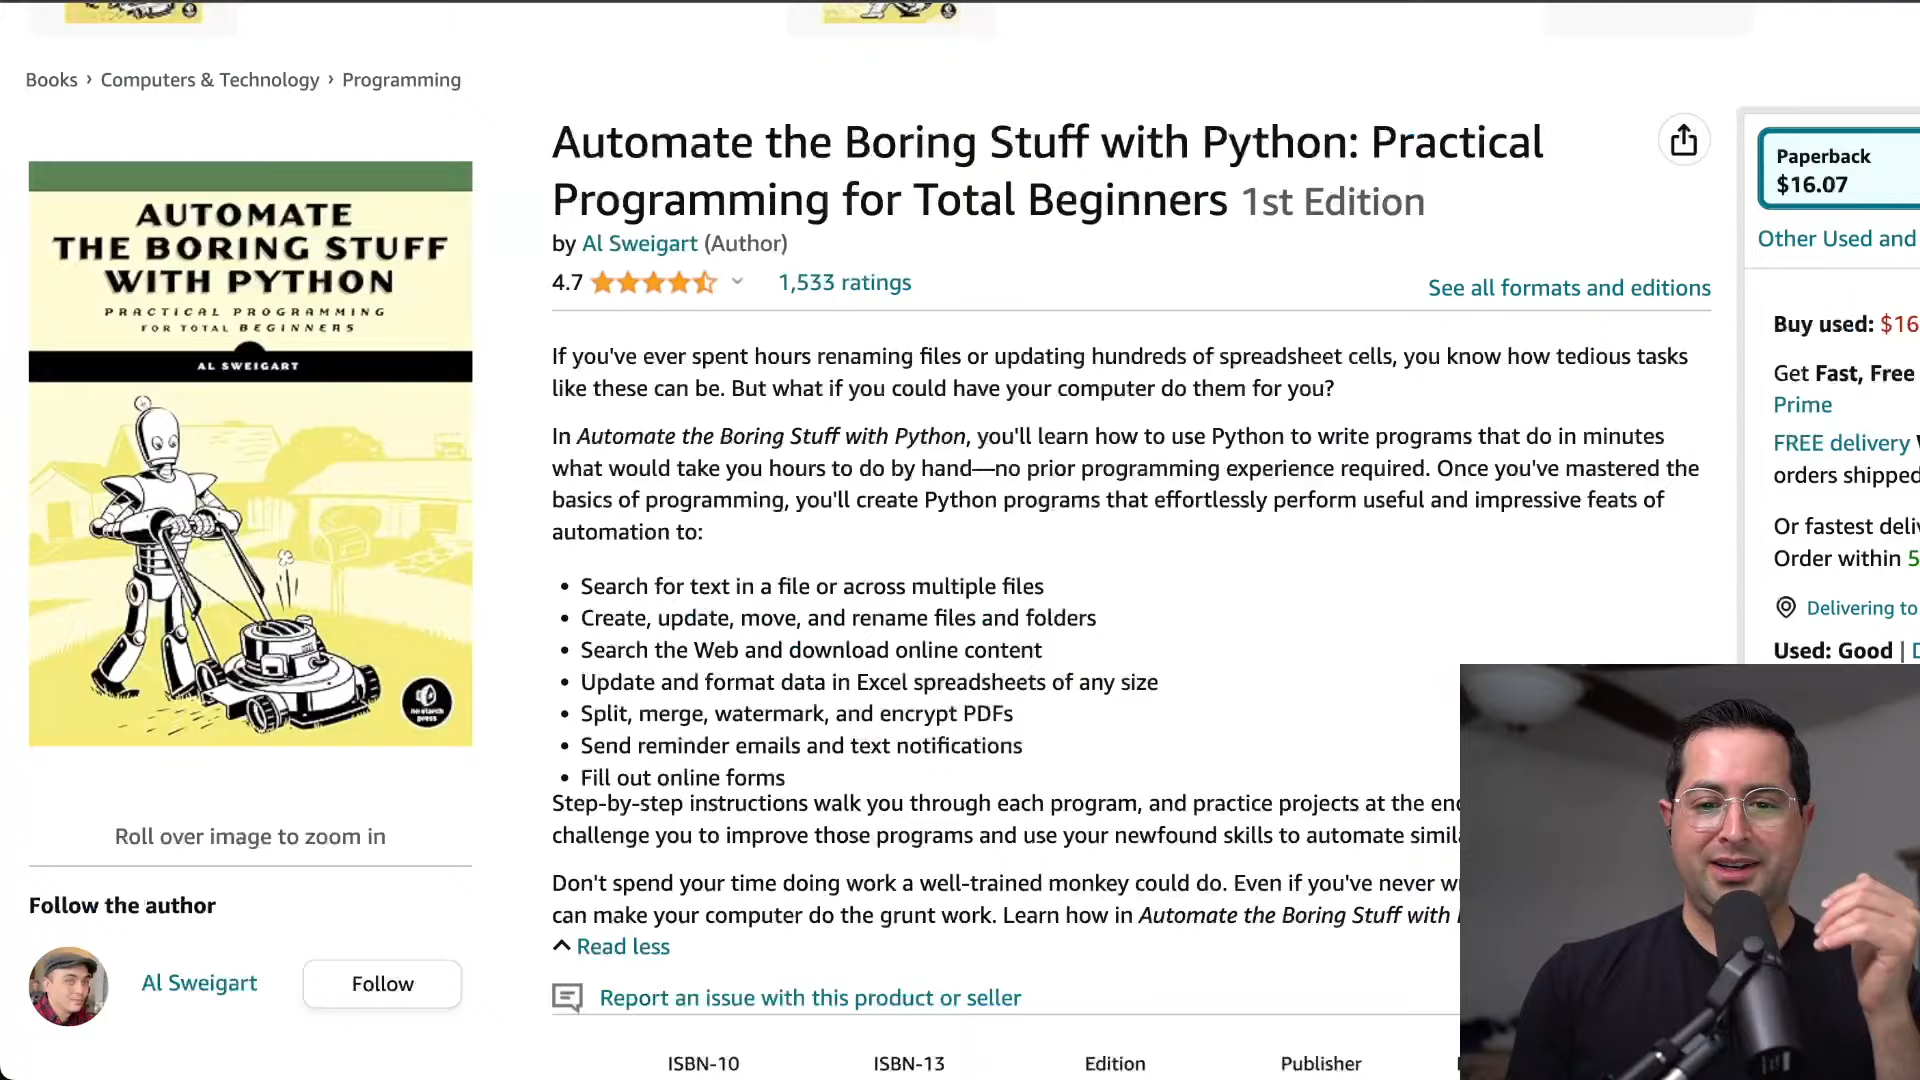 Books › Computers & Technology › Programming
AUTOMATE
THE BORING STUFF
WITH PYTHON
PRACTICAL PROGRAMMING
FOR TOTAL BEGINNERS
AL SWEIGART
no starch
press
Roll over image to zoom in
Follow the author
Al Sweigart
Follow
Automate the Boring Stuff with Python: Practical
Programming for Total Beginners 1st Edition
by Al Sweigart (Author)
4.7
1,533 ratings
See all formats and editions
If you've ever spent hours renaming files or updating hundreds of spreadsheet cells, you know how tedious tasks
like these can be. But what if you could have your computer do them for you?
In Automate the Boring Stuff with Python, you'll learn how to use Python to write programs that do in minutes
what would take you hours to do by hand—no prior programming experience required. Once you've mastered the
basics of programming, you'll create Python programs that effortlessly perform useful and impressive feats of
automation to:
• Search for text in a file or across multiple files
• Create, update, move, and rename files and folders
• Search the Web and download online content
• Update and format data in Excel spreadsheets of any size
• Split, merge, watermark, and encrypt PDFs
• Send reminder emails and text notifications
• Fill out online forms
Step-by-step instructions walk you through each program, and practice projects at the
challenge you to improve those programs and use your newfound skills to automate
Don't spend your time doing work a well-trained monkey could do. Even if you've never
can make your computer do the grunt work. Learn how in Automate the Boring Stuff with
Read less
Report an issue with this product or seller
ISBN-10 ISBN-13 Edition Publisher
Paperback
$16.07
Other Used and
Buy used: $16
Get Fast, Free
Prime
FREE delivery
orders shipped
Or fastest
Order within 5
Delivering to
Used: Good |